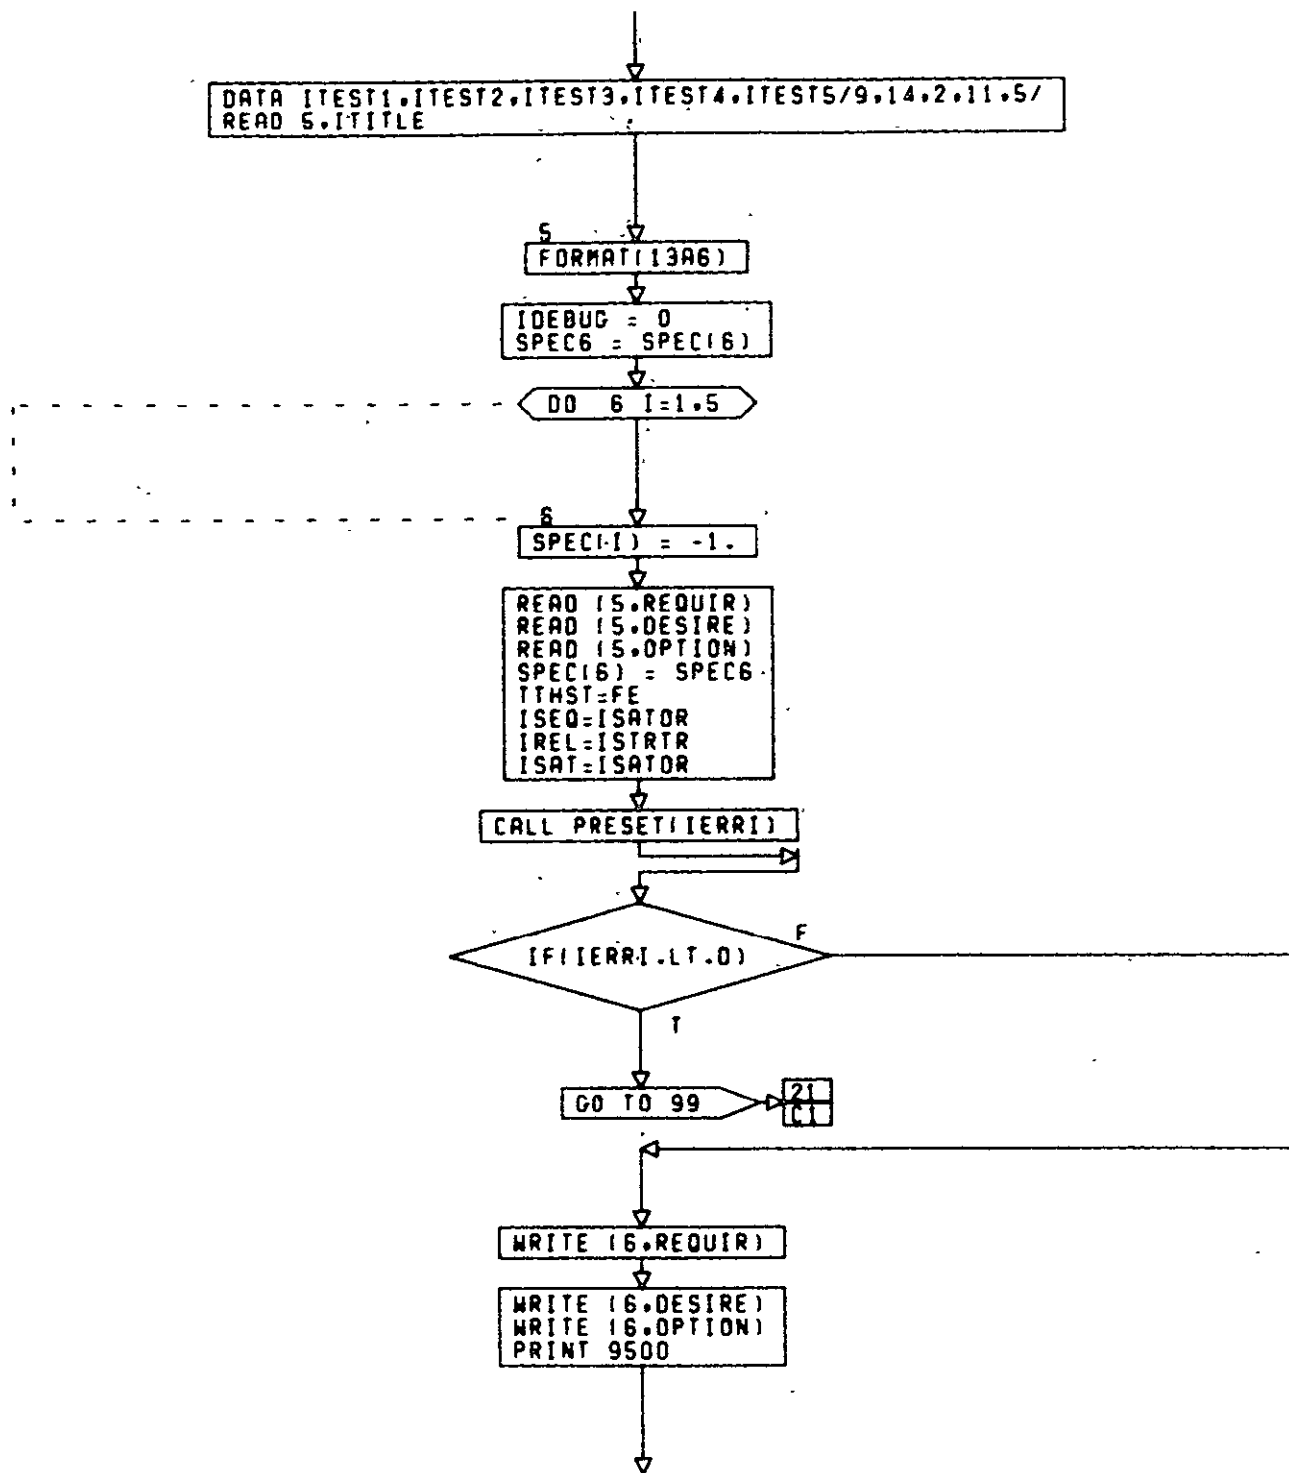 DATA ITEST1,ITEST2,ITEST3,ITEST4,ITEST5/9,14,2,11,5/
READ 5,ITITLE
5
FORMAT(13A6)
IDEBUG = 0
SPEC6 = SPEC(6)
DO 6 I=1,5
6
SPEC(I) = -1.
READ (5,REQUIR)
READ (5,DESIRE)
READ (5,OPTION)
SPEC(6) = SPEC6
TTHST=FE
ISEQ=ISATOR
IREL=ISTRTR
ISAT=ISATOR
CALL PRESET(IERRI)
F
IF(IERRI.LT.0)
T
GO TO 99
21
C1
WRITE (6,REQUIR)
WRITE (6,DESIRE)
WRITE (6,OPTION)
PRINT 9500